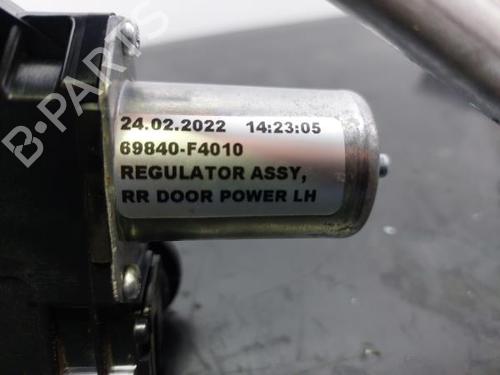 B-PARTS
24.02.2022 14:23:05
69840-F4010
REGULATOR ASSY,
RR DOOR POWER LH